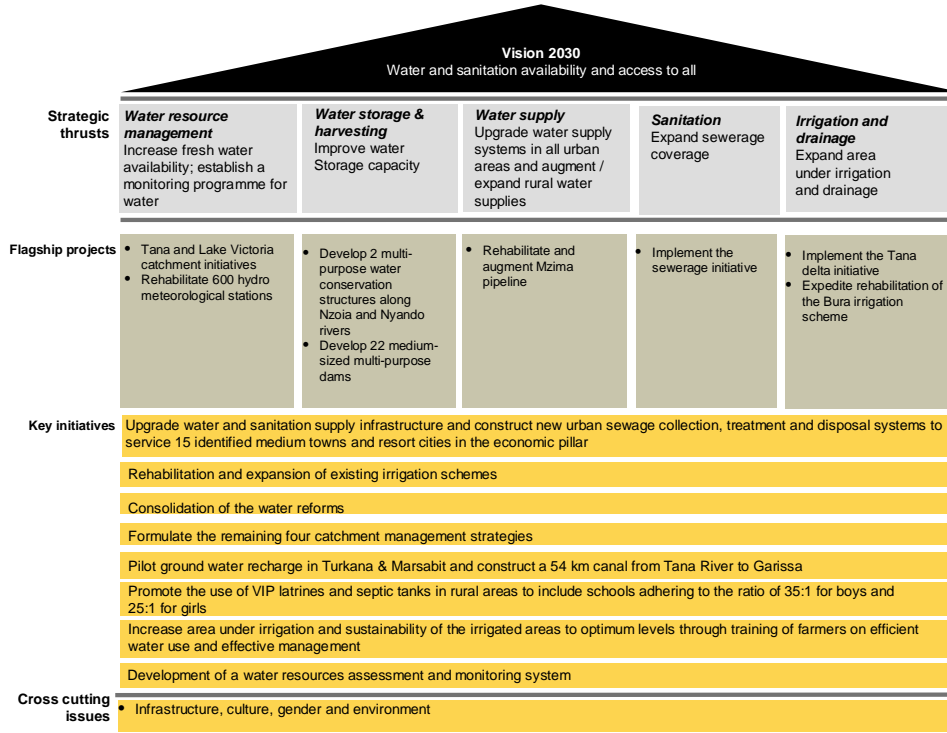 Vision 2030
Water and sanitation availability and access to all
Strategic
thrusts
Water resource
management
Increase fresh water
availability; establish a
monitoring programme for
water
Water storage &
harvesting
Improve water
Storage capacity
Water supply
Upgrade water supply
systems in all urban
areas and augment /
expand rural water
supplies
Sanitation
Expand sewerage
coverage
Irrigation and
drainage
Expand area
under irrigation
and drainage
Flagship projects
• Tana and Lake Victoria
catchment initiatives
• Rehabilitate 600 hydro
meteorological stations
• Develop 2 multi-
purpose water
conservation
structures along
Nzoia and Nyando
rivers
• Develop 22 medium-
sized multi-purpose
dams
• Rehabilitate and
augment Mzima
pipeline
• Implement the
sewerage initiative
• Implement the Tana
delta initiative
• Expedite rehabilitation of
the Bura irrigation
scheme
Key initiatives
Upgrade water and sanitation supply infrastructure and construct new urban sewage collection, treatment and disposal systems to
service 15 identified medium towns and resort cities in the economic pillar
Rehabilitation and expansion of existing irrigation schemes
Consolidation of the water reforms
Formulate the remaining four catchment management strategies
Pilot ground water recharge in Turkana & Marsabit and construct a 54 km canal from Tana River to Garissa
Promote the use of VIP latrines and septic tanks in rural areas to include schools adhering to the ratio of 35:1 for boys and
25:1 for girls
Increase area under irrigation and sustainability of the irrigated areas to optimum levels through training of farmers on efficient
water use and effective management
Development of a water resources assessment and monitoring system
Cross cutting
issues
• Infrastructure, culture, gender and environment